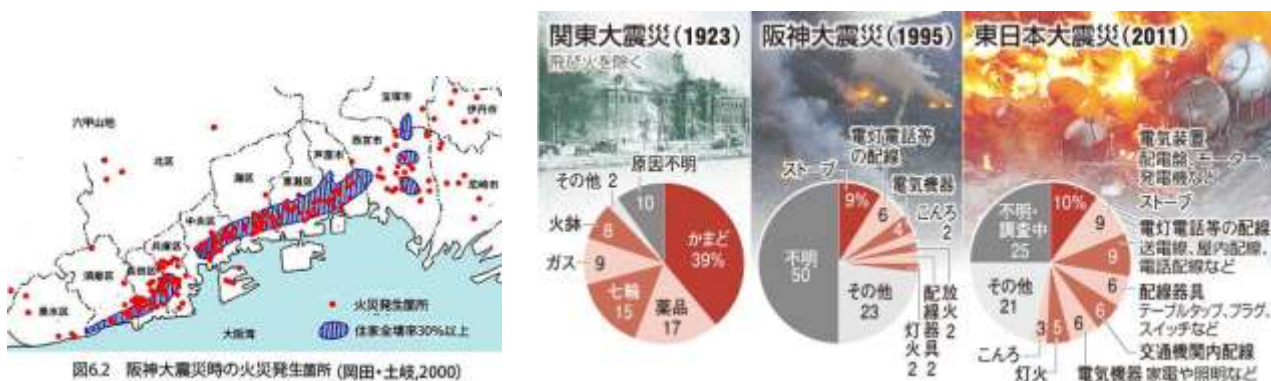 六甲山地
北区
宝塚市
伊丹市
西宮市
芦屋市
灘区
東灘区
尼崎市
中央区
兵庫区
須磨区
長田区
垂水区
大阪湾
火災発生箇所
住家全壊率30%以上
図6.2 阪神大震災時の火災発生箇所 (岡田・土岐,2000)
関東大震災(1923)
飛び火を除く
原因不明
10
その他 2
火鉢
8
ガス
9
七輪
15
薬品
17
かまど
39%
阪神大震災(1995)
電灯電話等
の配線
ストーブ
9%
電気機器
6
こんろ
2
4
放火2
配線器具2
灯火2
その他
23
不明
50
東日本大震災(2011)
電気装置
配電盤、モーター、
発電機など
ストーブ
10%
9
電灯電話等の配線
送電線、屋内配線、
電話配線など
9
配線器具
テーブルタップ、プラグ、
スイッチなど
6
交通機関内配線
6
電気機器 家電や照明など
6
灯火
5
こんろ
3
その他
21
不明・
調査中
25